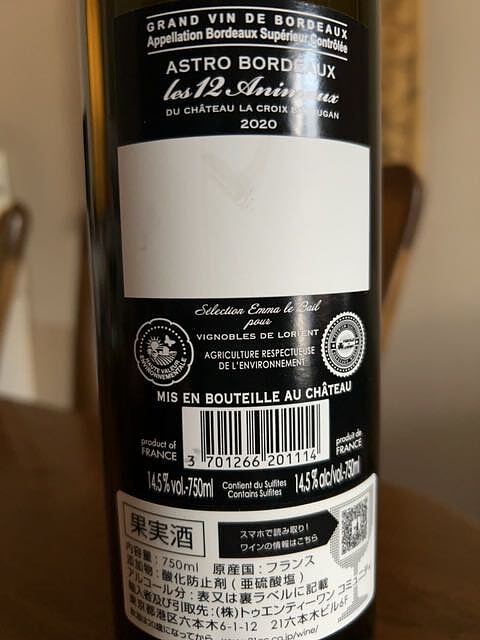 GRAND VIN DE BORDEAUX
Appellation Bordeaux Supérieur Contrôlée
ASTRO BORDEAUX
les 12 Animaux
DU CHÂTEAU LA CROIX
2020
Sélection Emma le Bail
pour
VIGNOBLES DE LORIENT
HAUTE VALEUR ENVIRONNEMENTALE
AGRICULTURE RESPECTUEUSE
DE L'ENVIRONNEMENT
MIS EN BOUTEILLE AU CHÂTEAU
product of
FRANCE
produit de
FRANCE
3 701266 201114
14.5% vol.-750ml
Contient du Sulfites
Contains Sulfites
14.5% alc/vol.-750ml
果実酒
スマホで読み取り!
ワインの情報はこちら
内容量:750ml 原産国:フランス
添加物:酸化防止剤(亜硫酸塩)
アルコール分:表又は裏ラベルに記載
輸入者及び引取先:(株)トゥエンティーワン コミュニティ
東京都港区六本木6-1-12 21六本木ビル6F